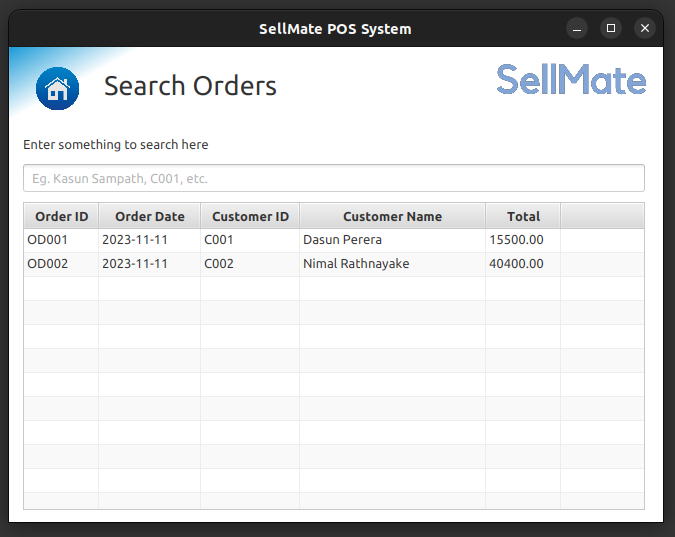 SellMate POS System
Search Orders
SellMate
Enter something to search here
Eg. Kasun Sampath, C001, etc.
Order ID Order Date Customer ID Customer Name Total
OD001 2023-11-11 C001 Dasun Perera 15500.00
OD002 2023-11-11 C002 Nimal Rathnayake 40400.00